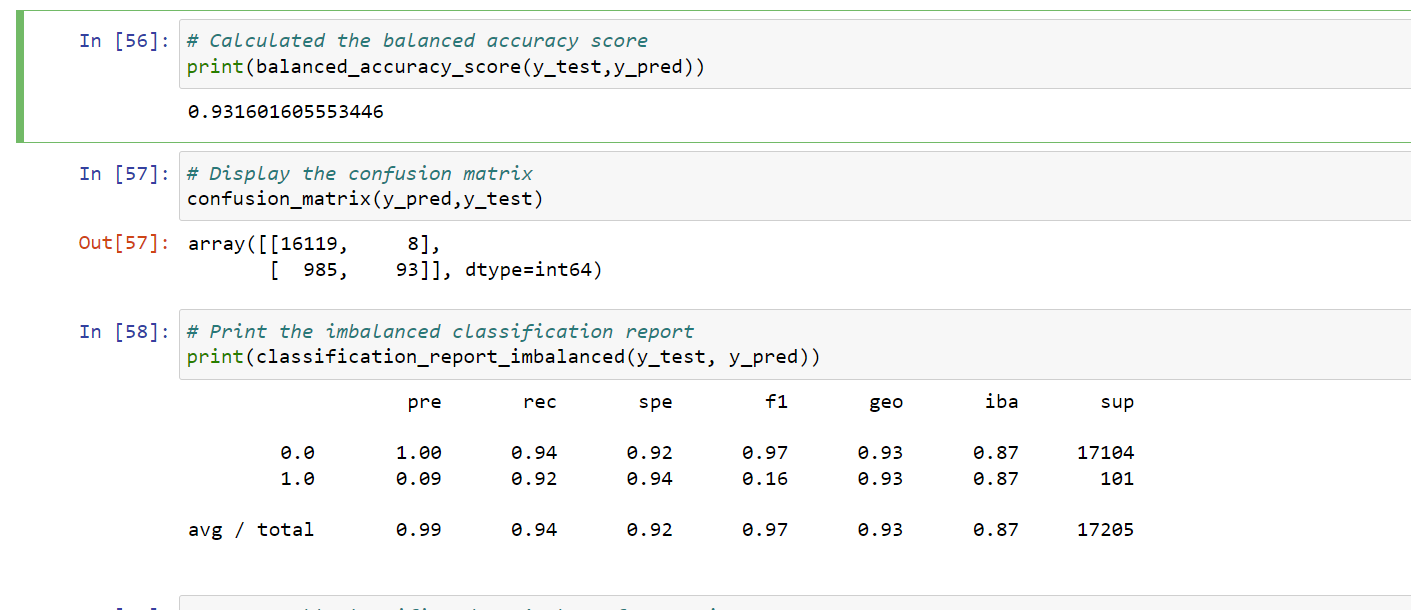 In [56]: # Calculated the balanced accuracy score
print(balanced_accuracy_score(y_test,y_pred))
0.931601605553446
In [57]: # Display the confusion matrix
confusion_matrix(y_pred,y_test)
Out[57]: array([[16119, 8],
[ 985, 93]], dtype=int64)
In [58]: # Print the imbalanced classification report
print(classification_report_imbalanced(y_test, y_pred))
pre rec spe f1 geo iba sup
0.0 1.00 0.94 0.92 0.97 0.93 0.87 17104
1.0 0.09 0.92 0.94 0.16 0.93 0.87 101
avg / total 0.99 0.94 0.92 0.97 0.93 0.87 17205